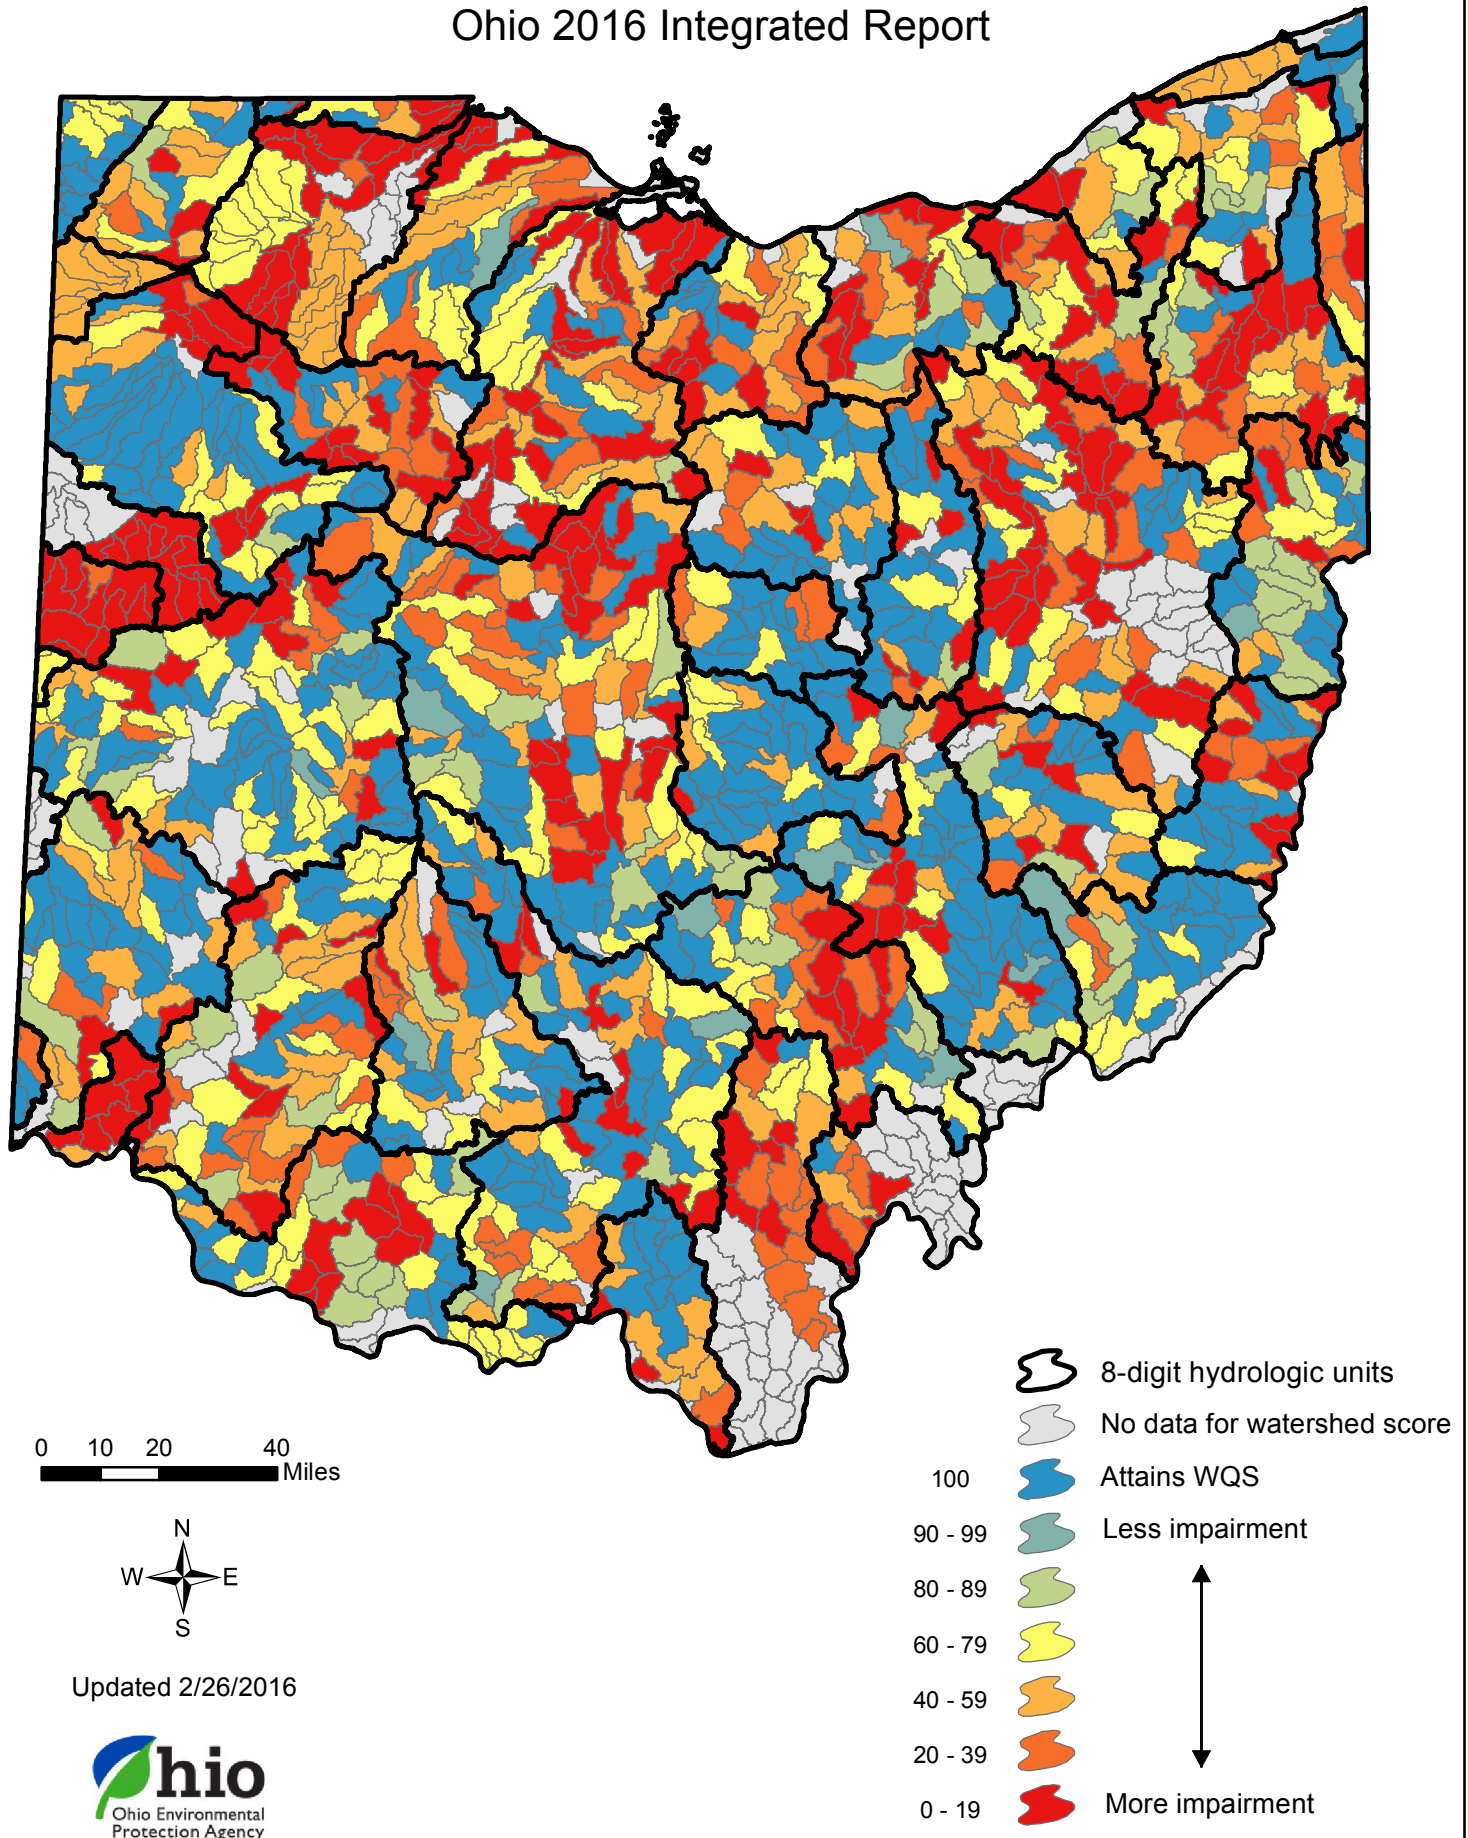 Ohio 2016 Integrated Report
8-digit hydrologic units
No data for watershed score
100 Attains WQS
90 - 99 Less impairment
80 - 89
60 - 79
40 - 59
20 - 39
0 - 19 More impairment
0 10 20 40
Miles
N
W E
S
Updated 2/26/2016
Ohio
Ohio Environmental
Protection Agency